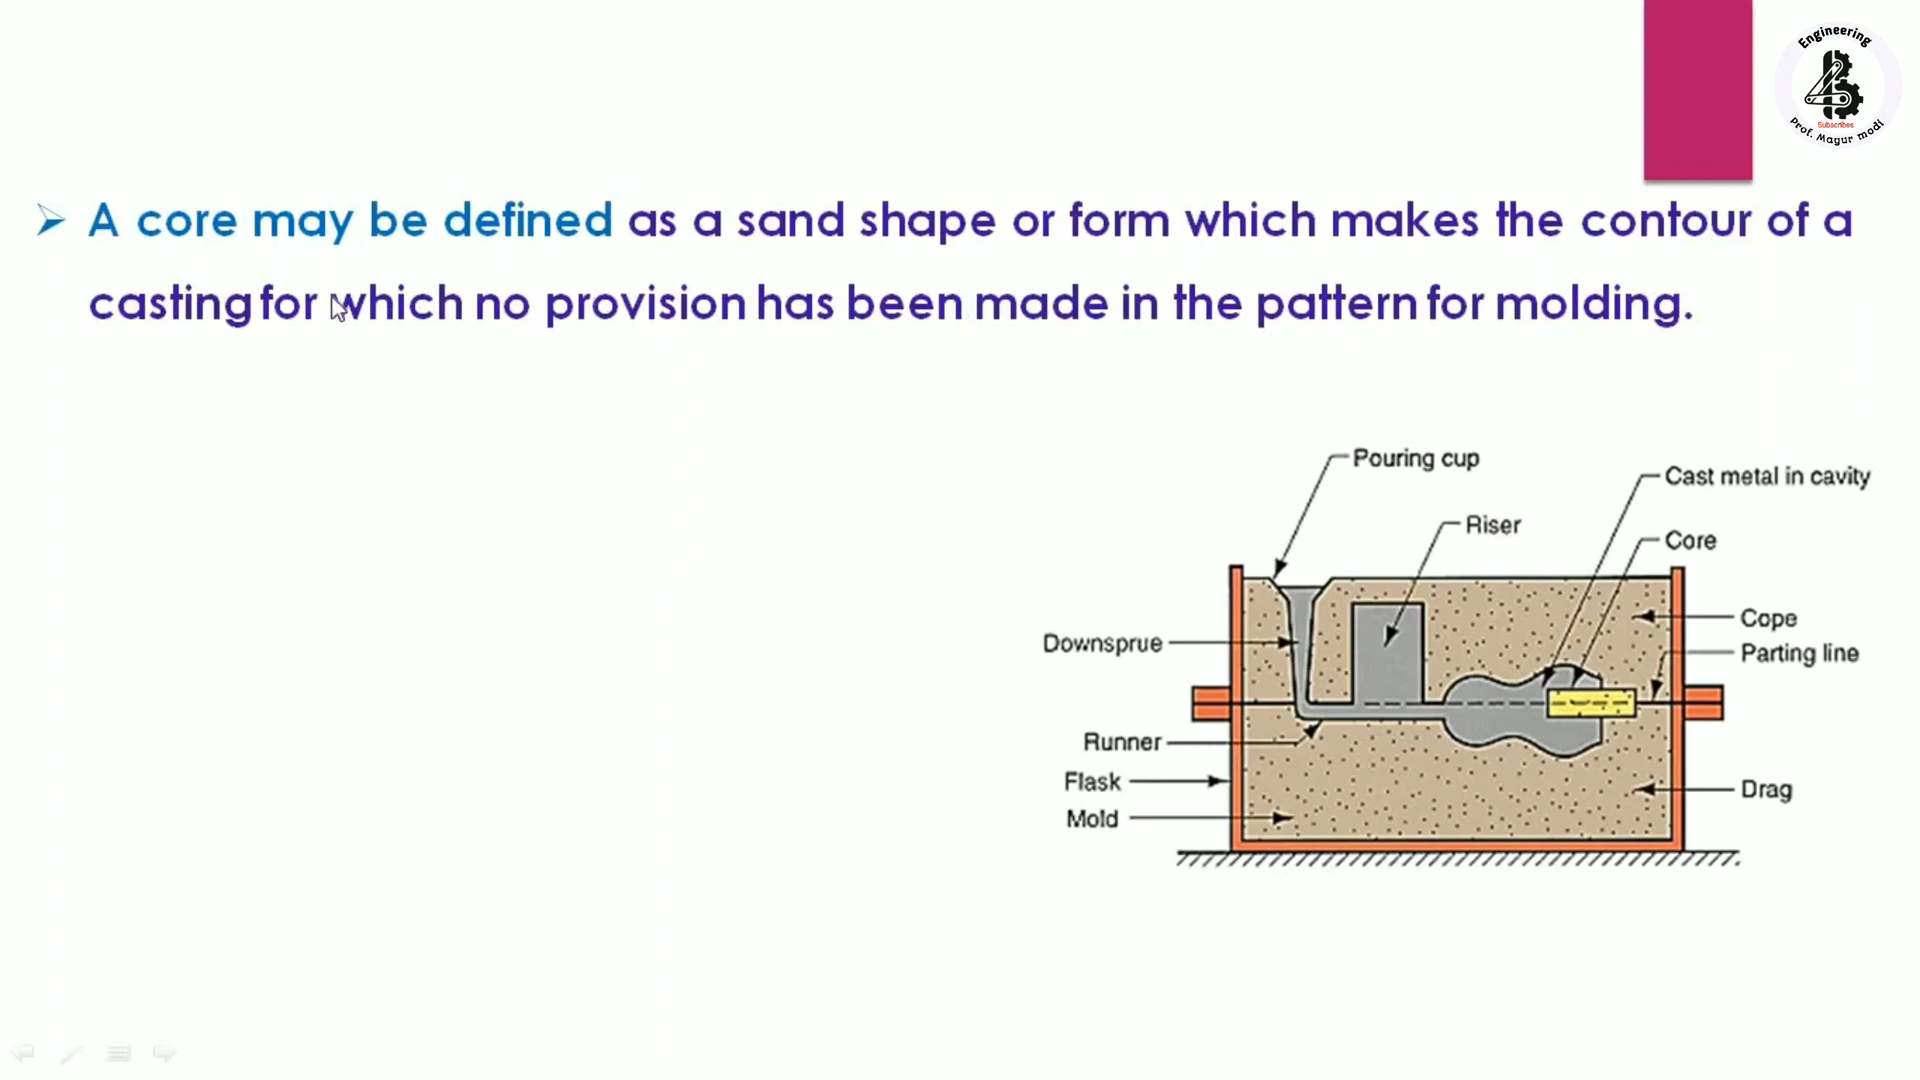 Engineering
Subscribes
Prof. Mayur modi
A core may be defined as a sand shape or form which makes the contour of a
casting for which no provision has been made in the pattern for molding.
Pouring cup
Cast metal in cavity
Riser
Core
Cope
Downsprue
Parting line
Runner
Flask
Drag
Mold